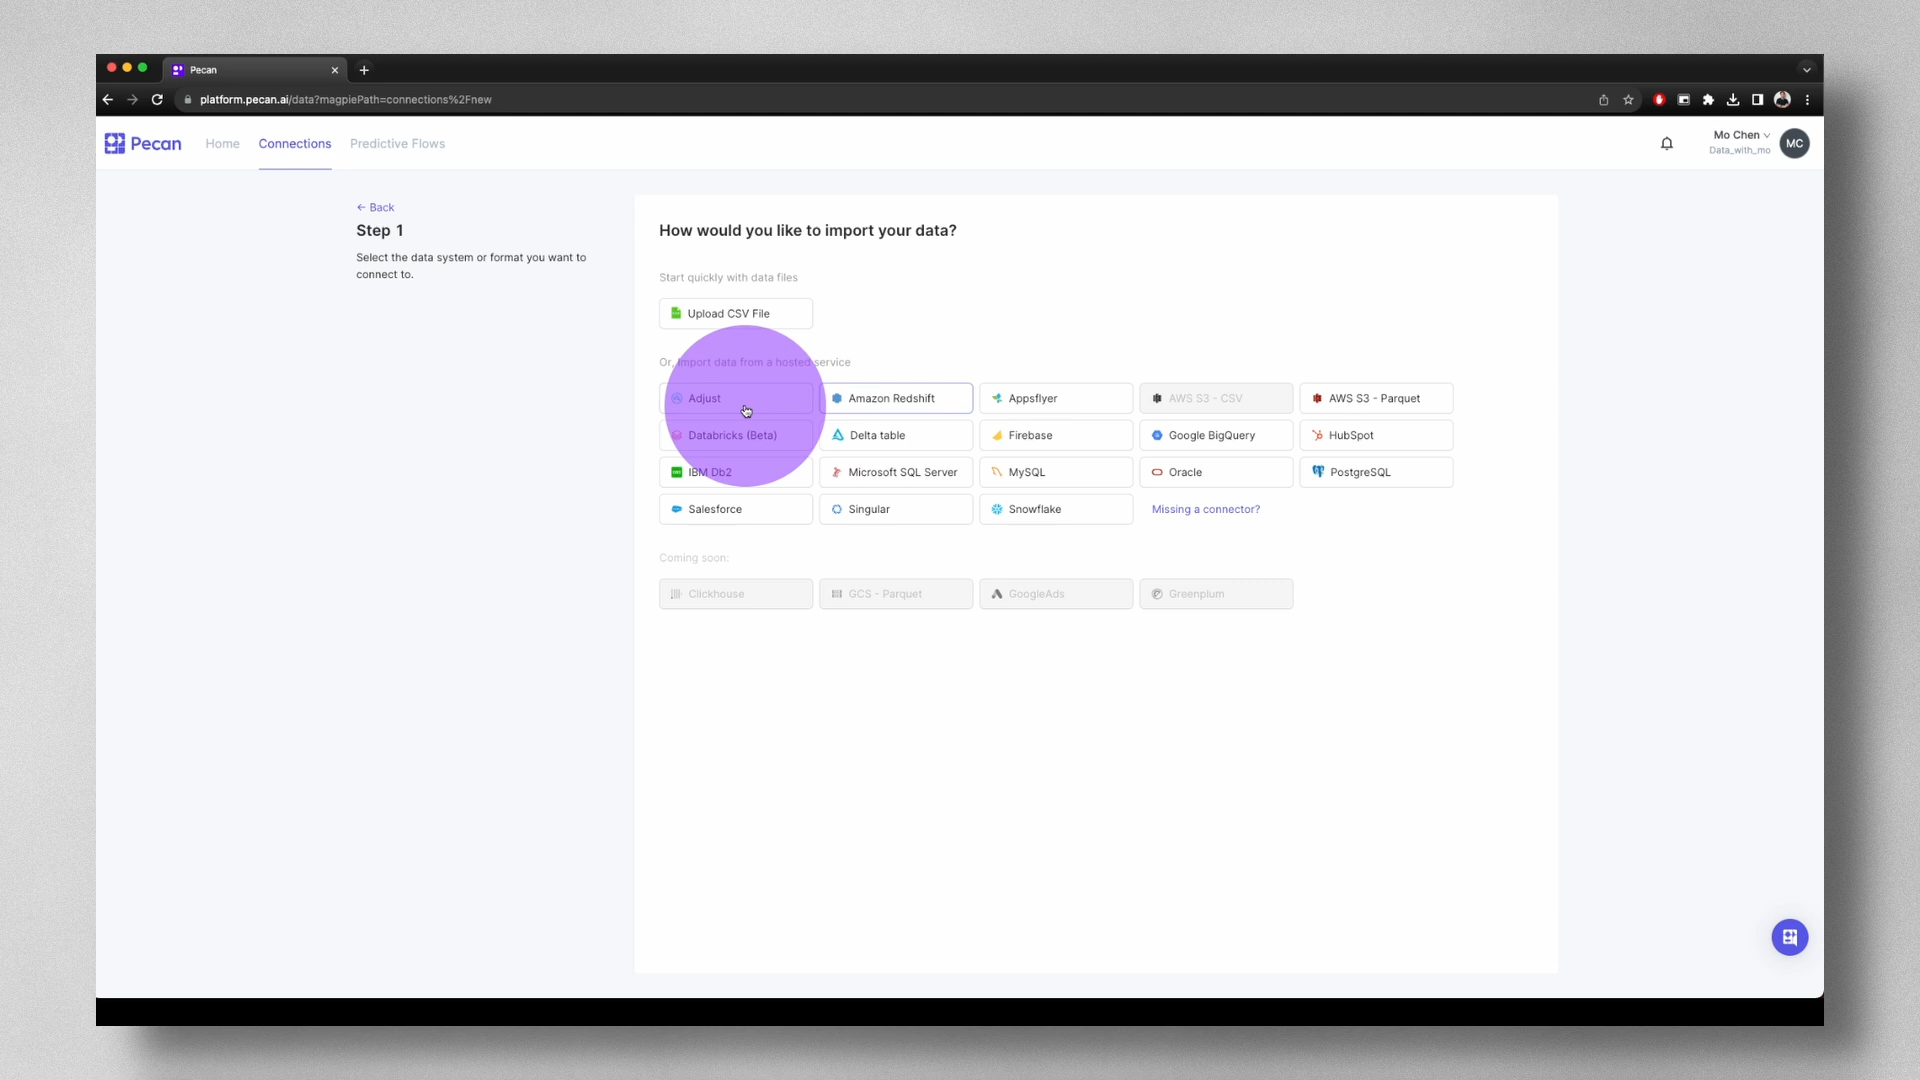 Pecan
platform.pecan.ai/data?magpiePath=connections%2Fnew
Pecan
Home
Connections
Predictive Flows
Mo Chen
Data_with_mo
MC
← Back
Step 1
Select the data system or format you want to
connect to.
How would you like to import your data?
Start quickly with data files
Upload CSV File
Or, import data from a hosted service
Adjust
Amazon Redshift
Appsflyer
AWS S3 - CSV
AWS S3 - Parquet
Databricks (Beta)
Delta table
Firebase
Google BigQuery
HubSpot
IBM Db2
Microsoft SQL Server
MySQL
Oracle
PostgreSQL
Salesforce
Singular
Snowflake
Missing a connector?
Coming soon:
Clickhouse
GCS - Parquet
GoogleAds
Greenplum